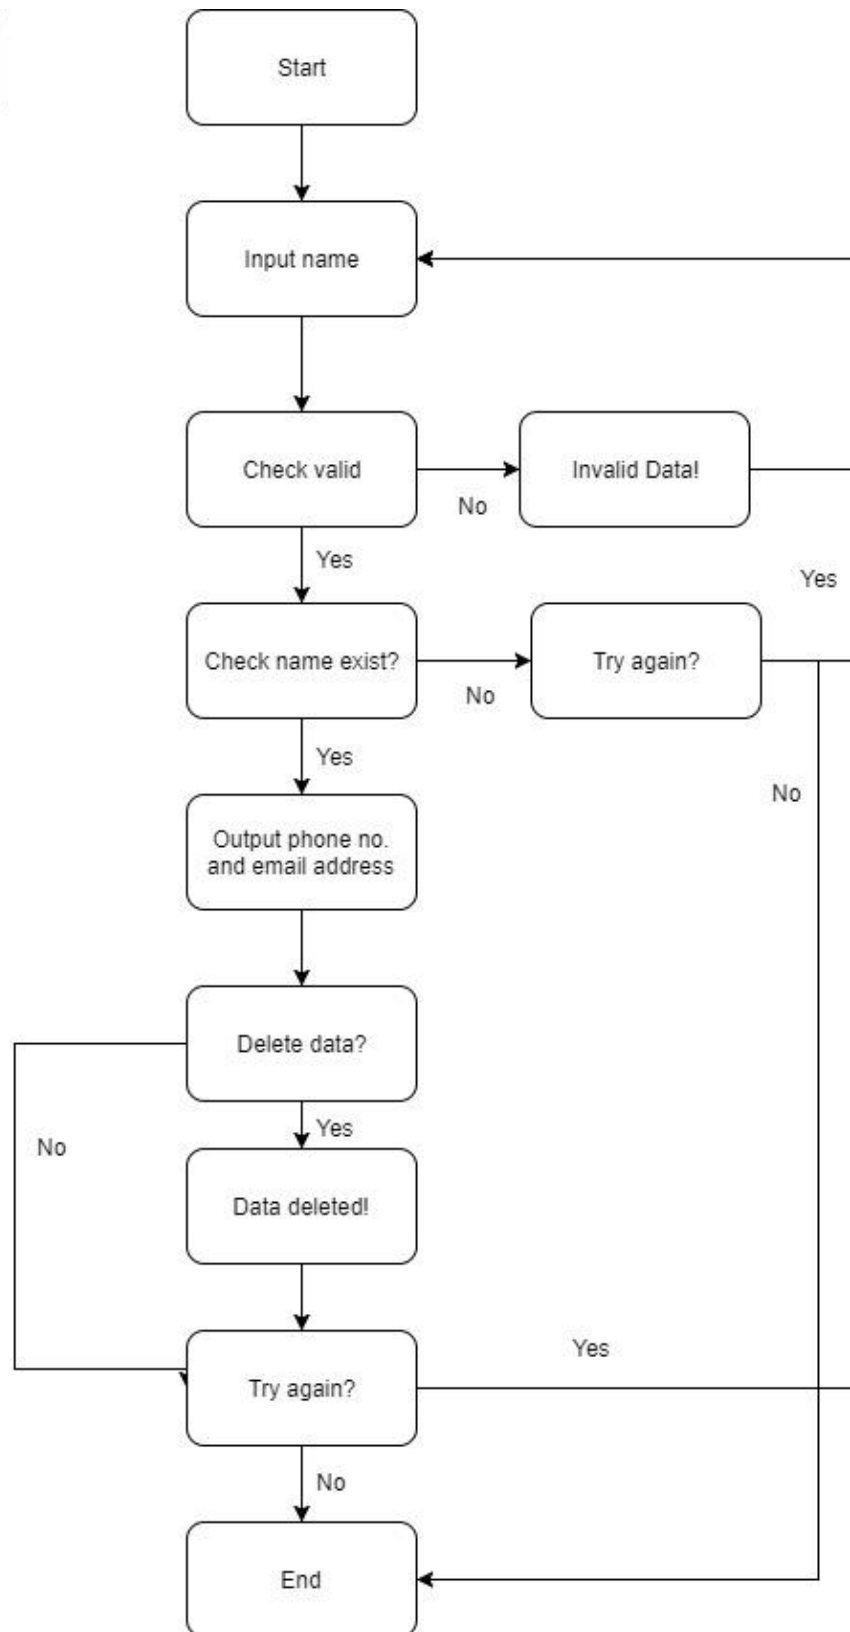 Start
Input name
Check valid
No
Invalid Data!
Yes
Yes
Check name exist?
No
Try again?
Yes
No
Output phone no.
and email address
Delete data?
No
Yes
Data deleted!
Try again?
Yes
No
End